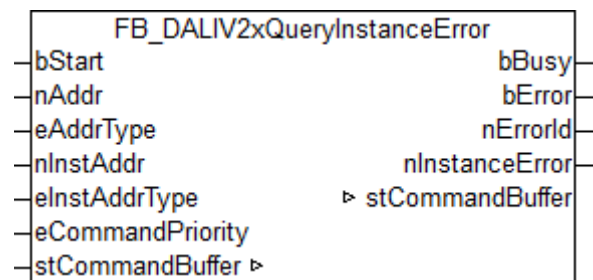 FB_DALIV2xQueryInstanceError
bStart bBusy
nAddr bError
eAddrType nErrorId
nInstAddr nInstanceError
eInstAddrType ▹ stCommandBuffer
eCommandPriority
stCommandBuffer ▹